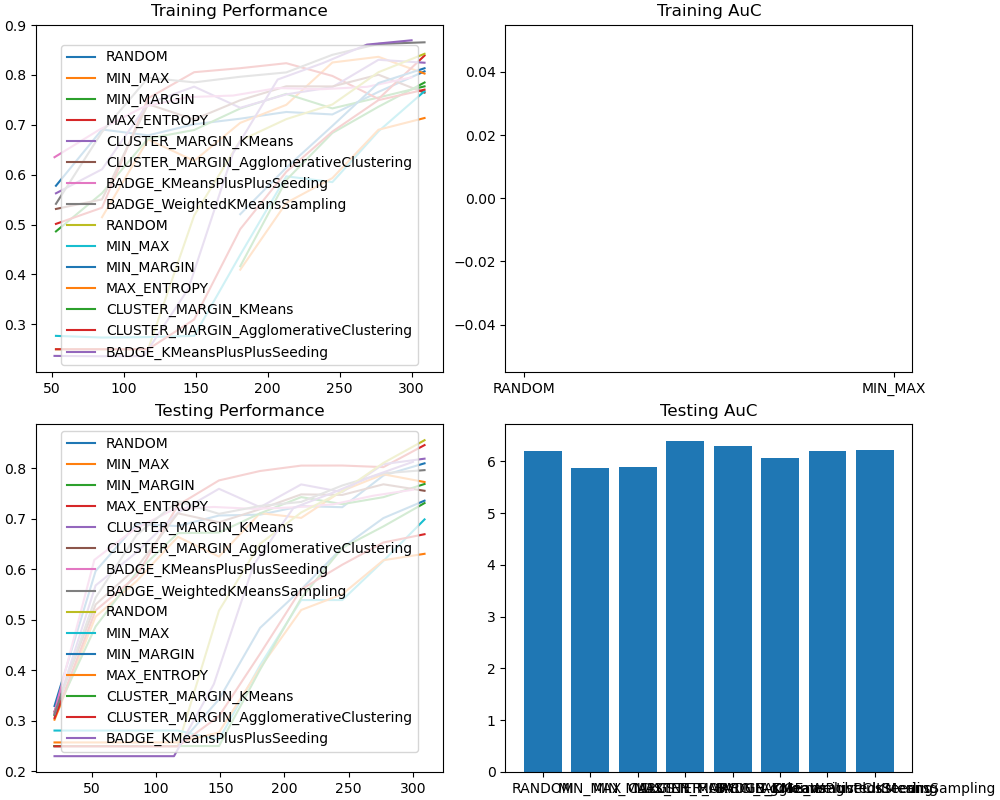 Training Performance
0.9
0.8
0.7
0.6
0.5
0.4
0.3
50 100 150 200 250 300
RANDOM
MIN_MAX
MIN_MARGIN
MAX_ENTROPY
CLUSTER_MARGIN_KMeans
CLUSTER_MARGIN_AgglomerativeClustering
BADGE_KMeansPlusPlusSeeding
BADGE_WeightedKMeansSampling
RANDOM
MIN_MAX
MIN_MARGIN
MAX_ENTROPY
CLUSTER_MARGIN_KMeans
CLUSTER_MARGIN_AgglomerativeClustering
BADGE_KMeansPlusPlusSeeding
Training AuC
0.04
0.02
0.00
−0.02
−0.04
RANDOM MIN_MAX
Testing Performance
0.8
0.7
0.6
0.5
0.4
0.3
0.2
50 100 150 200 250 300
RANDOM
MIN_MAX
MIN_MARGIN
MAX_ENTROPY
CLUSTER_MARGIN_KMeans
CLUSTER_MARGIN_AgglomerativeClustering
BADGE_KMeansPlusPlusSeeding
BADGE_WeightedKMeansSampling
RANDOM
MIN_MAX
MIN_MARGIN
MAX_ENTROPY
CLUSTER_MARGIN_KMeans
CLUSTER_MARGIN_AgglomerativeClustering
BADGE_KMeansPlusPlusSeeding
Testing AuC
6
5
4
3
2
1
0
RANDOM